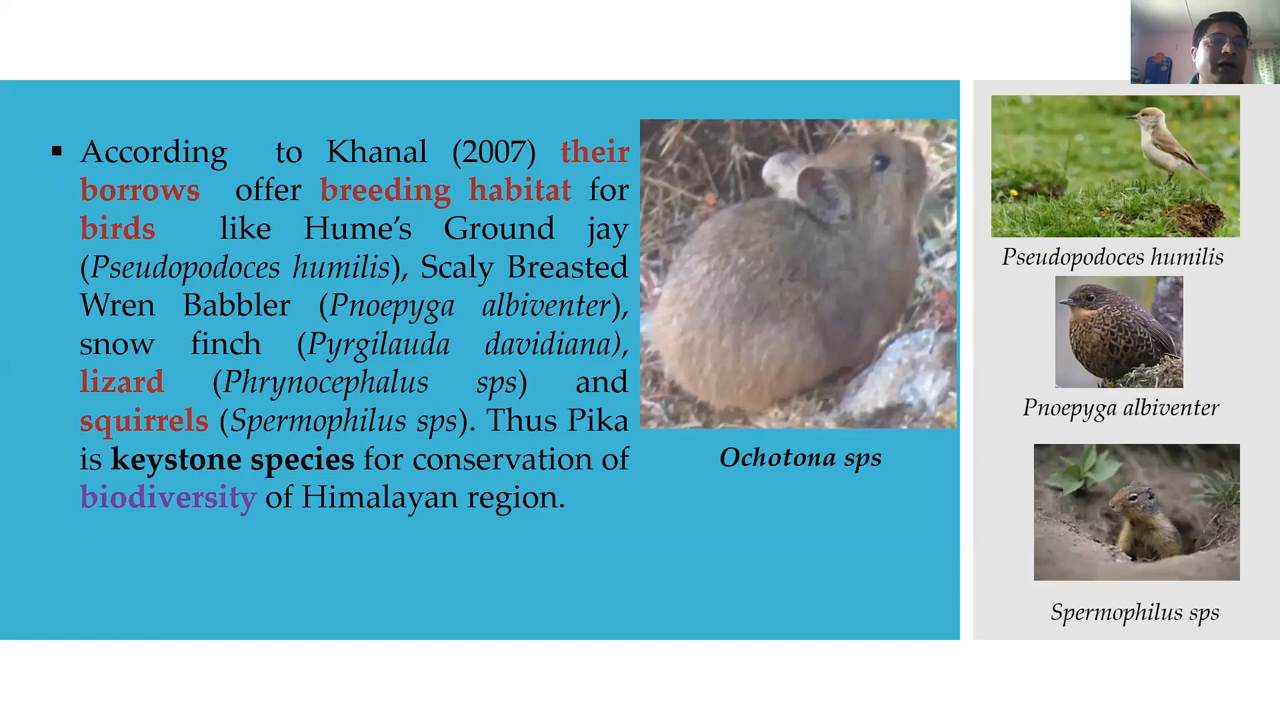 ▪ According to Khanal (2007) their
borrows offer breeding habitat for
birds like Hume’s Ground jay
(Pseudopodoces humilis), Scaly Breasted
Wren Babbler (Pnoepyga albiventer),
snow finch (Pyrgilauda davidiana),
lizard (Phrynocephalus sps) and
squirrels (Spermophilus sps). Thus Pika
is keystone species for conservation of
biodiversity of Himalayan region.
Ochotona sps
Pseudopodoces humilis
Pnoepyga albiventer
Spermophilus sps